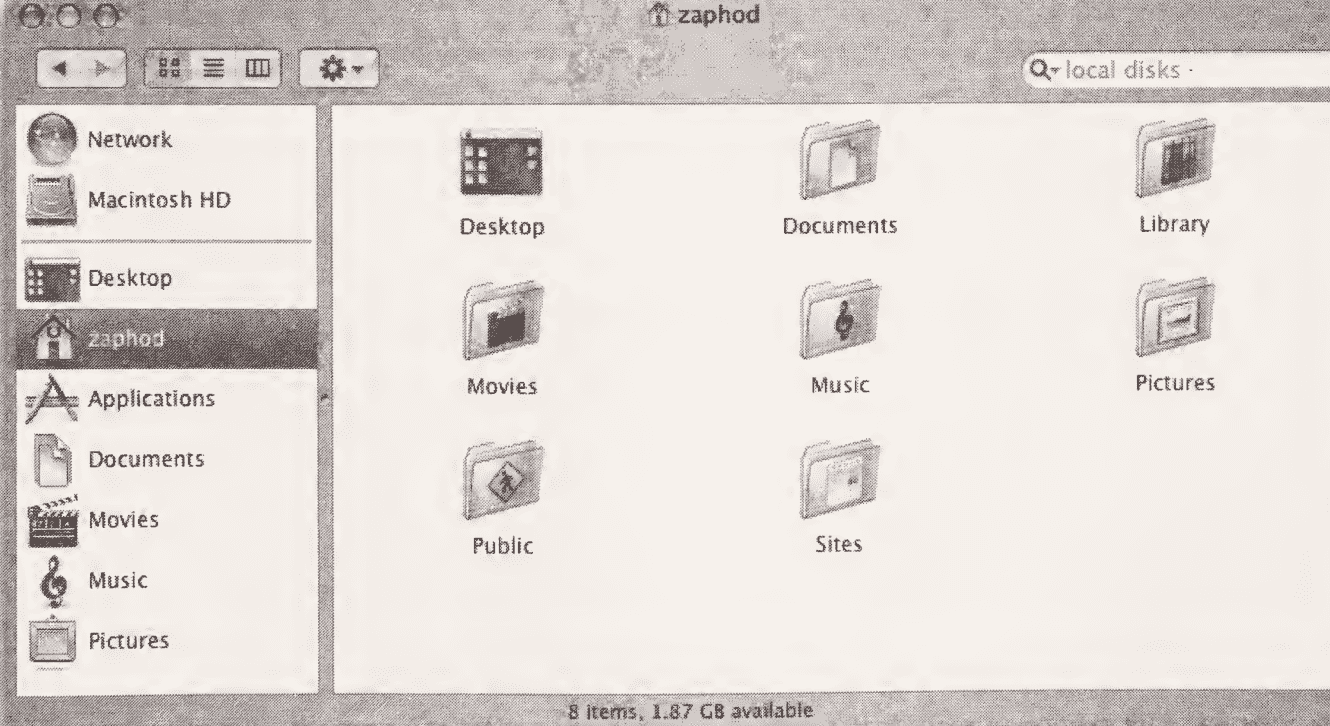 zaphod
local disks
Network
Macintosh HD
Desktop
zaphod
Applications
Documents
Movies
Music
Pictures
Desktop
Documents
Library
Movies
Music
Pictures
Public
Sites
8 items, 1.87 GB available